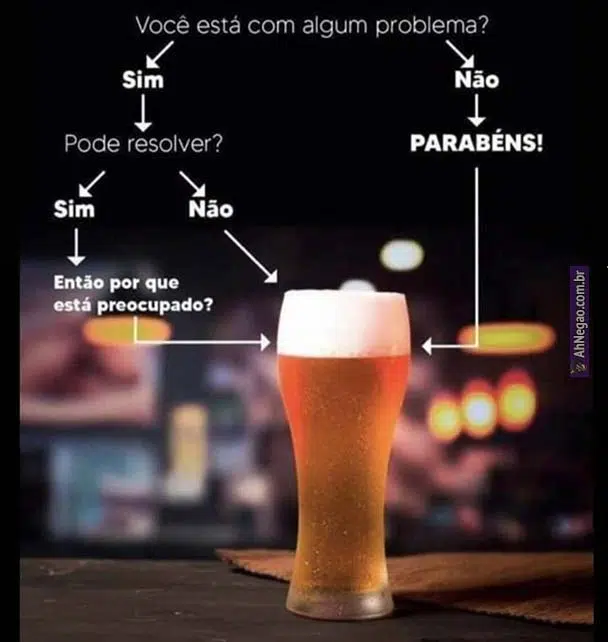 Você está com algum problema?
Sim
Não
Pode resolver?
PARABÉNS!
Sim
Não
Então por que
está preocupado?
AhNegao.com.br